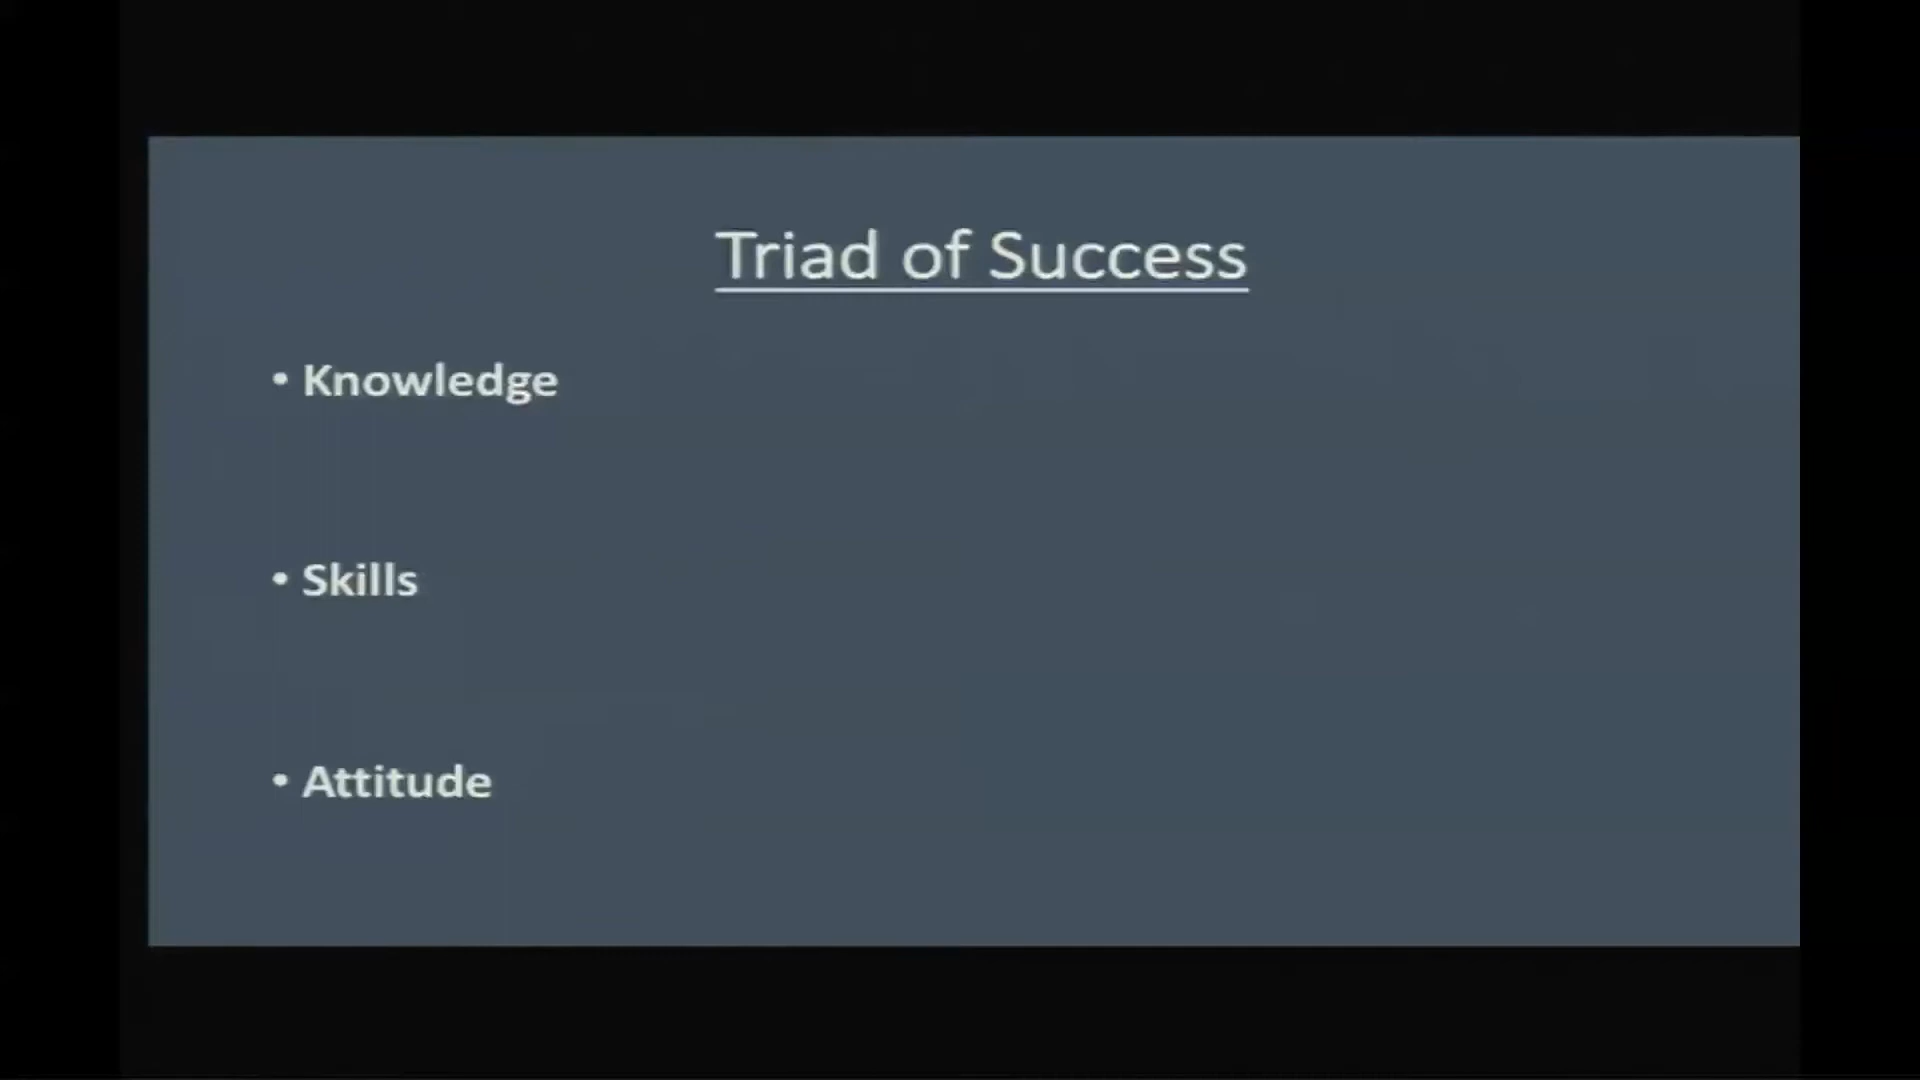 Triad of Success
• Knowledge
• Skills
• Attitude